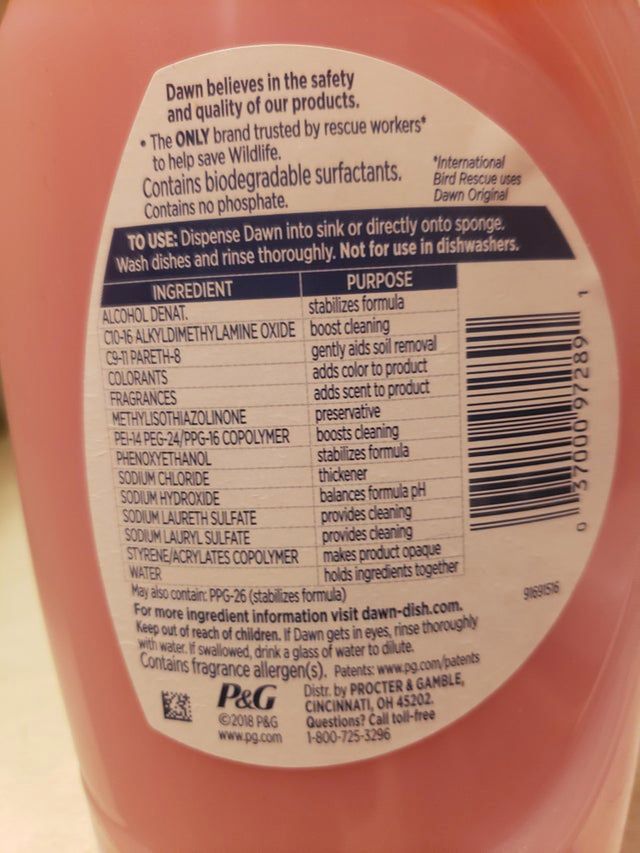 Dawn believes in the safety
and quality of our products.
• The ONLY brand trusted by rescue workers*
to help save Wildlife.
Contains biodegradable surfactants.
Contains no phosphate.
*International
Bird Rescue uses
Dawn Original
TO USE: Dispense Dawn into sink or directly onto sponge.
Wash dishes and rinse thoroughly. Not for use in dishwashers.
INGREDIENT PURPOSE
ALCOHOL DENAT. stabilizes formula
C10-16 ALKYLDIMETHYLAMINE OXIDE boost cleaning
C9-11 PARETH-8 gently aids soil removal
COLORANTS adds color to product
FRAGRANCES adds scent to product
METHYLISOTHIAZOLINONE preservative
PEI-14 PEG-24/PPG-16 COPOLYMER boosts cleaning
PHENOXYETHANOL stabilizes formula
SODIUM CHLORIDE thickener
SODIUM HYDROXIDE balances formula pH
SODIUM LAURETH SULFATE provides cleaning
SODIUM LAURYL SULFATE provides cleaning
STYRENE/ACRYLATES COPOLYMER makes product opaque
WATER holds ingredients together
May also contain: PPG-26 (stabilizes formula)
0 37000 97289 1
91691516
For more ingredient information visit dawn-dish.com.
Keep out of reach of children. If Dawn gets in eyes, rinse thoroughly
with water. If swallowed, drink a glass of water to dilute.
Contains fragrance allergen(s). Patents: www.pg.com/patents
P&G
©2018 P&G
www.pg.com
Distr. by PROCTER & GAMBLE,
CINCINNATI, OH 45202.
Questions? Call toll-free
1-800-725-3296